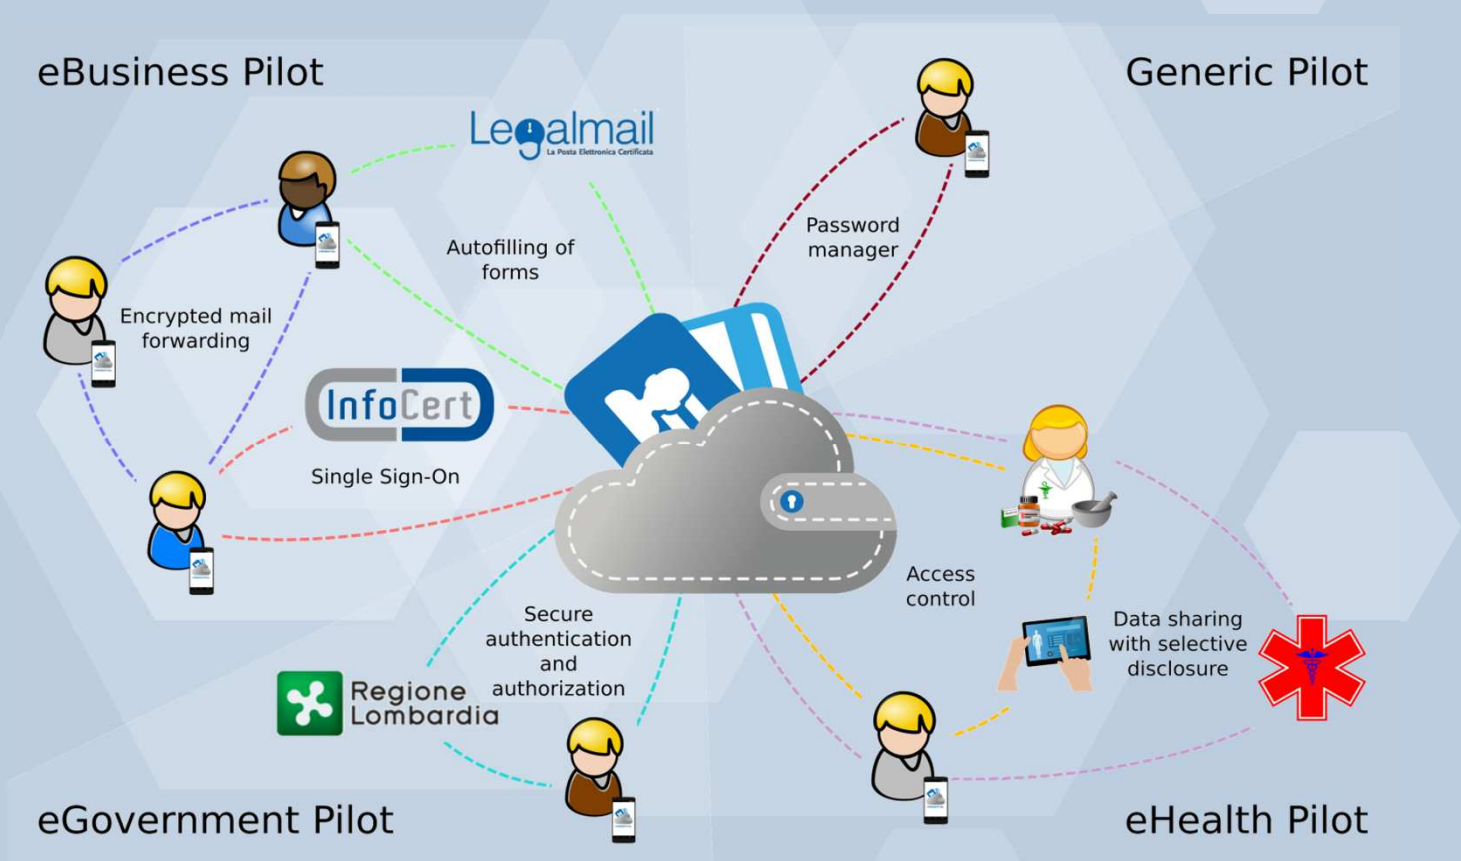 eBusiness Pilot
Generic Pilot
Legalmail
La Posta Elettronica Certificata
Password
manager
Autofilling of
forms
Encrypted mail
forwarding
InfoCert
Single Sign-On
Access
control
Secure
authentication
and
authorization
Data sharing
with selective
disclosure
Regione
Lombardia
eGovernment Pilot
eHealth Pilot